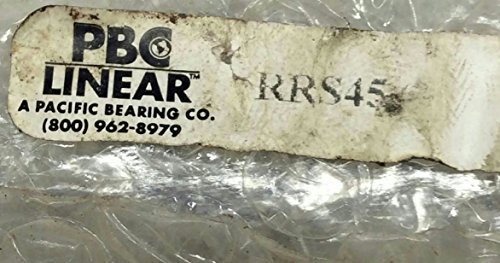 PBC
LINEAR™
A PACIFIC BEARING CO.
(800) 962-8979
RRS45